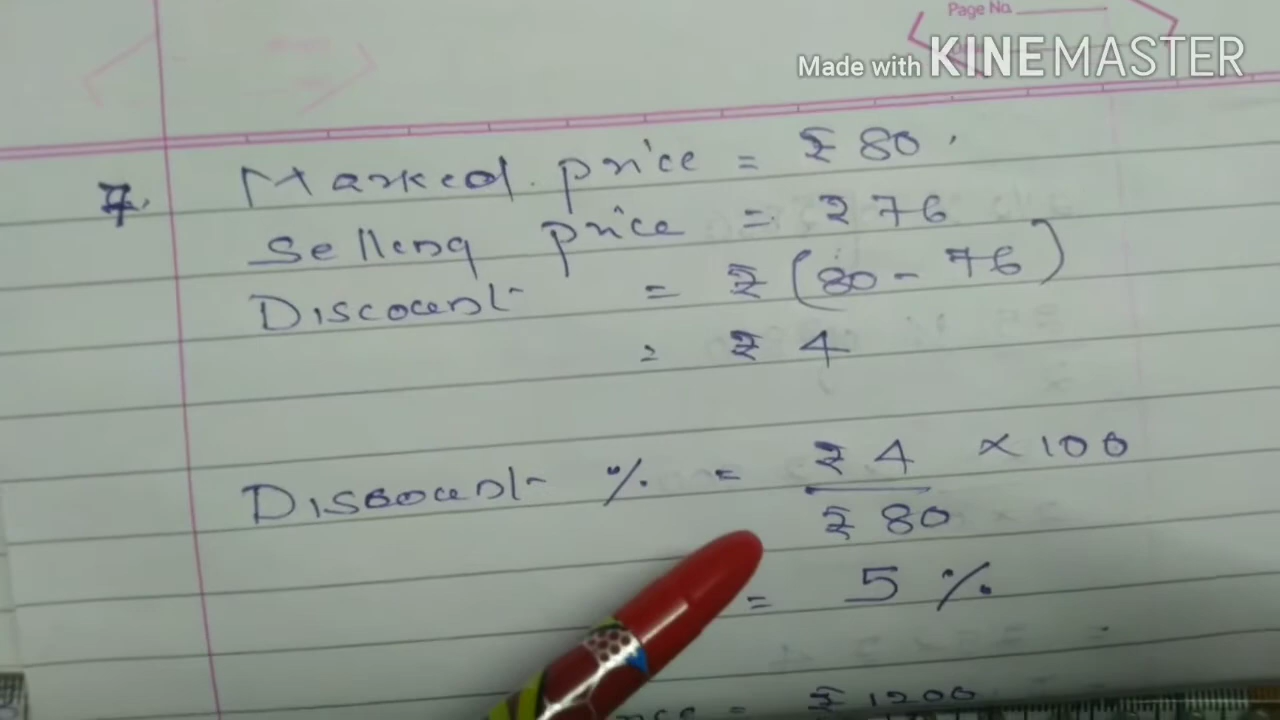 Page No.
Made with KINEMASTER
7. Marked price = ₹ 80.
Selling price = ₹ 76
Discount = ₹ (80 - 76)
= ₹ 4
Discount % = ₹ 4 × 100
₹ 80
= 5 %
= ₹ 1200